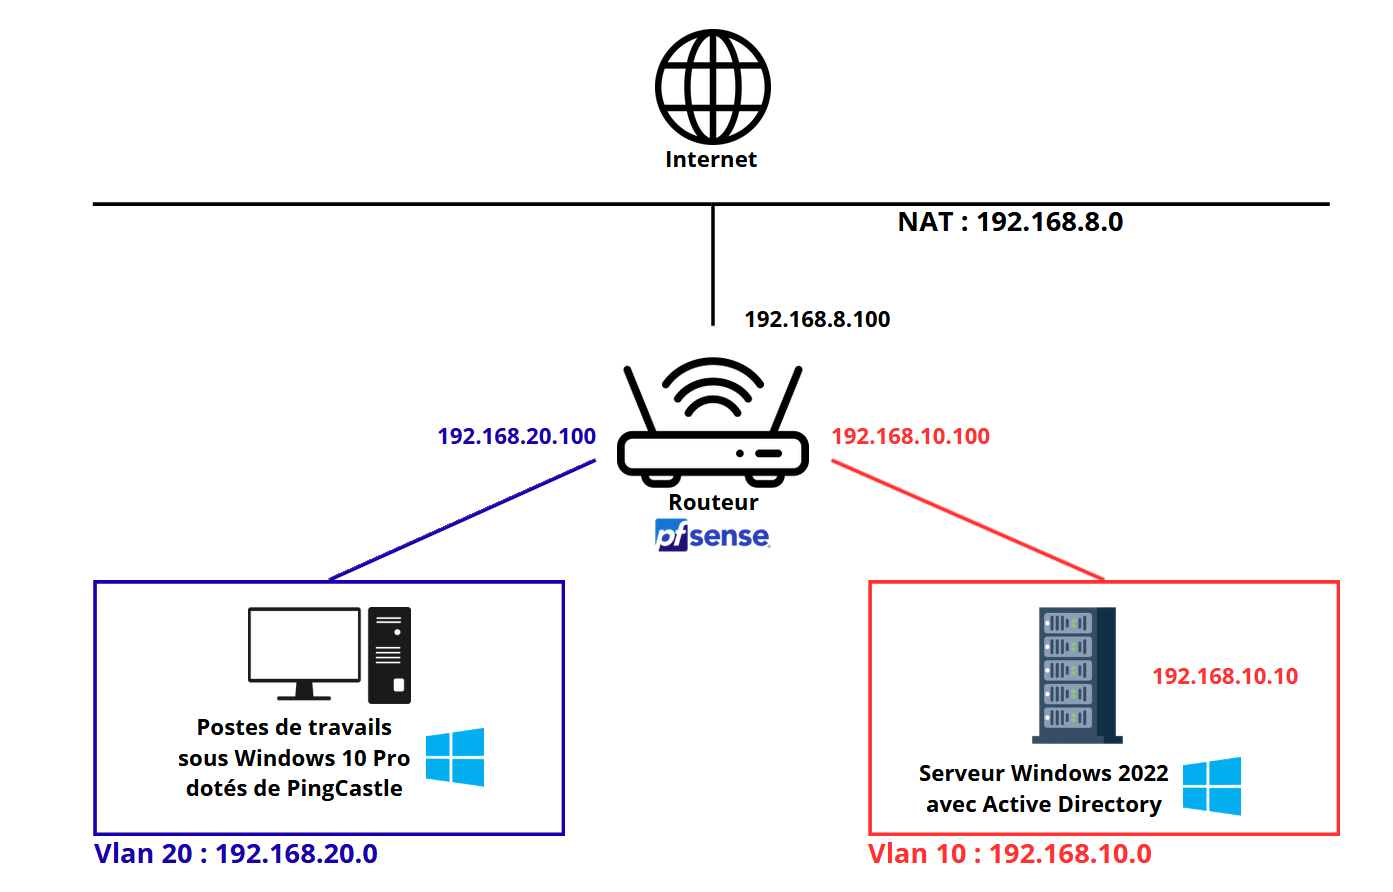 Internet
NAT : 192.168.8.0
192.168.8.100
192.168.20.100
192.168.10.100
Routeur
pfsense
192.168.10.10
Postes de travails
sous Windows 10 Pro
dotés de PingCastle
Serveur Windows 2022
avec Active Directory
Vlan 20 : 192.168.20.0
Vlan 10 : 192.168.10.0